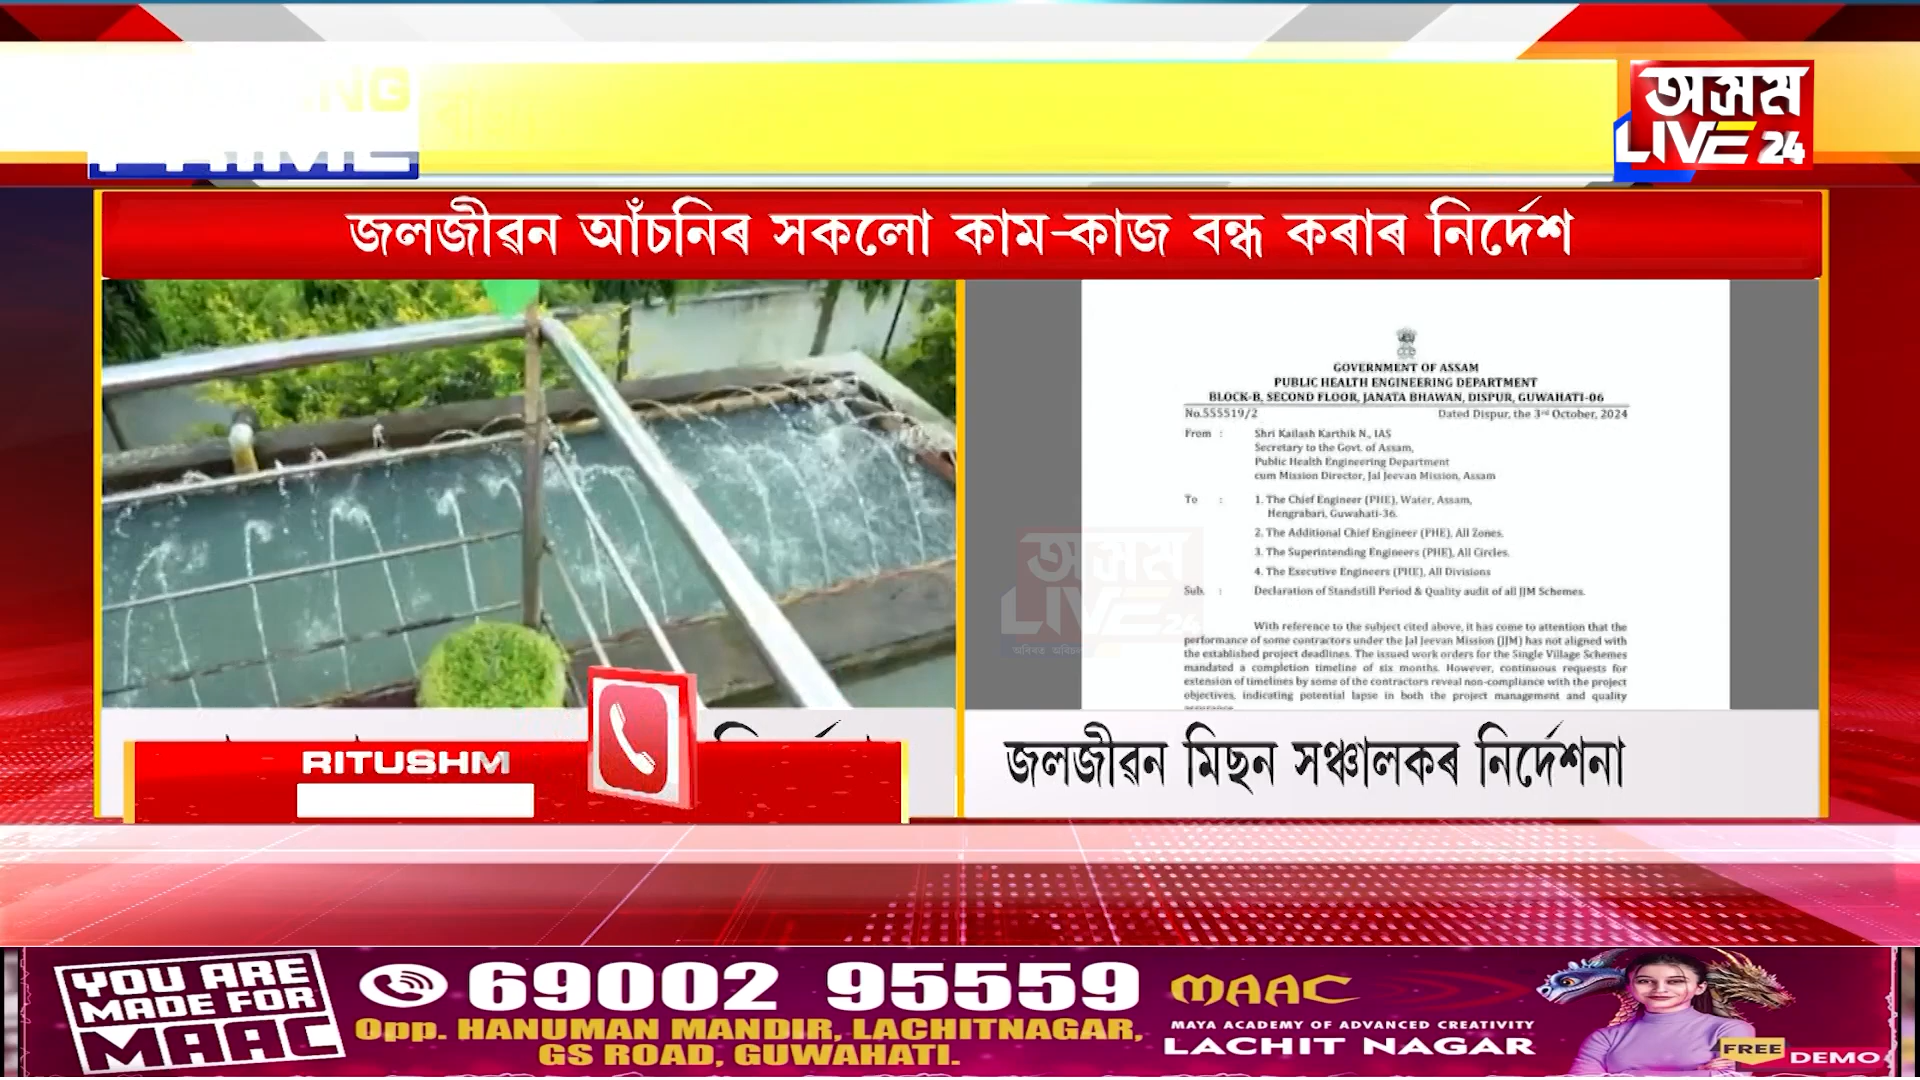 অসম
LIVE 24
জলজীৱন আঁচনিৰ সকলো কাম-কাজ বন্ধ কৰাৰ নিৰ্দেশ
GOVERNMENT OF ASSAM
PUBLIC HEALTH ENGINEERING DEPARTMENT
BLOCK-B, SECOND FLOOR, JANATA BHAWAN, DISPUR, GUWAHATI-06
No.555519/2 Dated Dispur, the 3rd October, 2024
From : Shri Kailash Karthik N., IAS
Secretary to the Govt. of Assam,
Public Health Engineering Department
cum Mission Director, Jal Jeevan Mission, Assam
To : 1. The Chief Engineer (PHE), Water, Assam,
Hengrabari, Guwahati-36.
2. The Additional Chief Engineer (PHE), All Zones.
3. The Superintending Engineers (PHE), All Circles.
4. The Executive Engineers (PHE), All Divisions
Sub. : Declaration of Standstill Period & Quality audit of all JJM Schemes.
With reference to the subject cited above, it has come to attention that the
performance of some contractors under the Jal Jeevan Mission (JJM) has not aligned with
the established project deadlines. The issued work orders for the Single Village Schemes
mandated a completion timeline of six months. However, continuous requests for
extension of timelines by some of the contractors reveal non-compliance with the project
objectives, indicating potential lapse in both the project management and quality
অসম
LIVE 24
RITUSHM
জলজীৱন মিছন সঞ্চালকৰ নিৰ্দেশনা
YOU ARE
MADE FOR
MAAC
69002 95559
Opp. HANUMAN MANDIR, LACHITNAGAR,
GS ROAD, GUWAHATI.
MAAC
MAYA ACADEMY OF ADVANCED CREATIVITY
LACHIT NAGAR
FREE DEMO